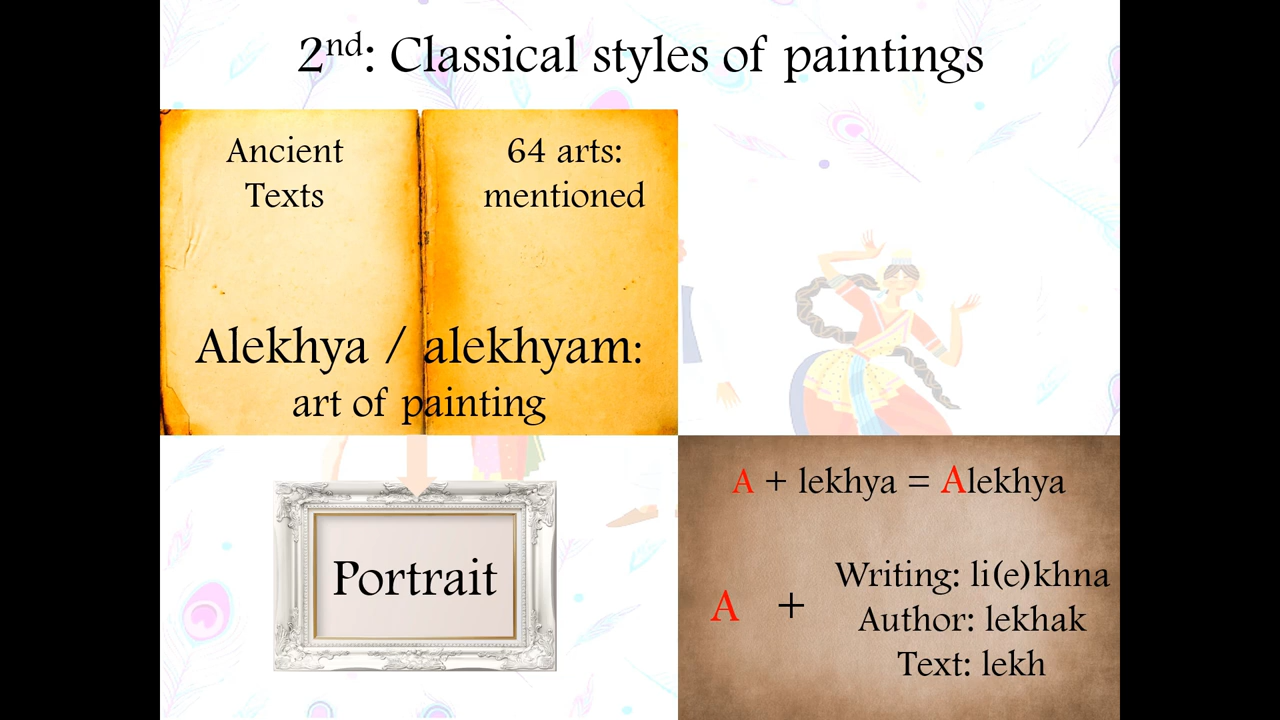 2nd: Classical styles of paintings
Ancient
Texts
64 arts:
mentioned
Alekhya / alekhyam:
art of painting
Portrait
A + lekhya = Alekhya
A +
Writing: li(e)khna
Author: lekhak
Text: lekh